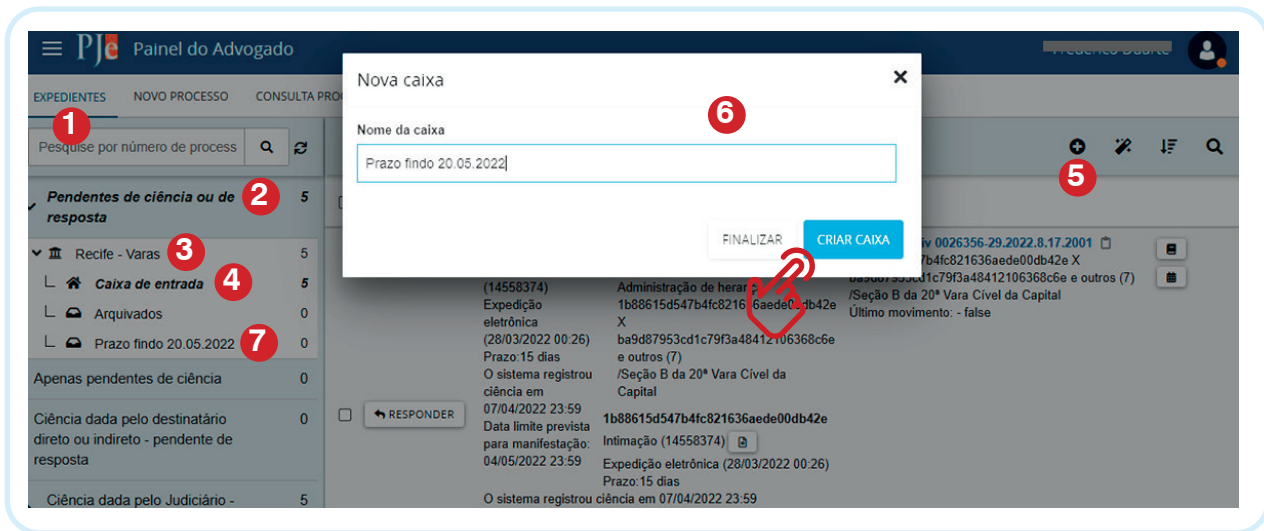 PJe Painel do Advogado
EXPEDIENTES NOVO PROCESSO CONSULTA PRO
1
Pesquise por número de process
Pendentes de ciência ou de 2 5
resposta
Recife - Varas 3 5
Caixa de entrada 4 5
Arquivados 0
Prazo findo 20.05.2022 7 0
Apenas pendentes de ciência 0
Ciência dada pelo destinatário 0
direto ou indireto - pendente de
resposta
Ciência dada pelo Judiciário - 5
Nova caixa
6
Nome da caixa
Prazo findo 20.05.2022
FINALIZAR CRIAR CAIXA
5
RESPONDER
(14558374)
Expedição
eletrônica
(28/03/2022 00:26)
Prazo:15 dias
O sistema registrou
ciência em
07/04/2022 23:59
Data limite prevista
para manifestação:
04/05/2022 23:59
Administração de heran
1b88615d547b4fc821636aede00db42e
X
ba9d87953cd1c79f3a48412106368c6e
e outros (7)
/Seção B da 20ª Vara Cível da
Capital
1b88615d547b4fc821636aede00db42e
Intimação (14558374)
Expedição eletrônica (28/03/2022 00:26)
Prazo:15 dias
O sistema registrou ciência em 07/04/2022 23:59
iv 0026356-29.2022.8.17.2001
7b4fc821636aede00db42e X
ba9d87953cd1c79f3a48412106368c6e e outros (7)
/Seção B da 20ª Vara Cível da Capital
Último movimento: - false